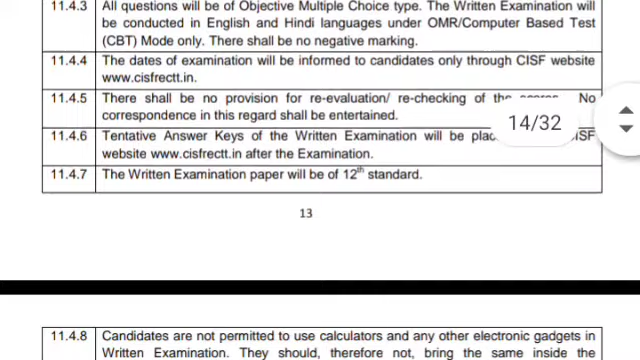 11.4.3 All questions will be of Objective Multiple Choice type. The Written Examination will
be conducted in English and Hindi languages under OMR/Computer Based Test
(CBT) Mode only. There shall be no negative marking.
11.4.4 The dates of examination will be informed to candidates only through CISF website
www.cisfrectt.in.
11.4.5 There shall be no provision for re-evaluation/ re-checking of the No
correspondence in this regard shall be entertained.
11.4.6 Tentative Answer Keys of the Written Examination will be
website www.cisfrectt.in after the Examination.
14/32
11.4.7 The Written Examination paper will be of 12th standard.
13
11.4.8 Candidates are not permitted to use calculators and any other electronic gadgets in
Written Examination. They should, therefore not, bring the same inside the